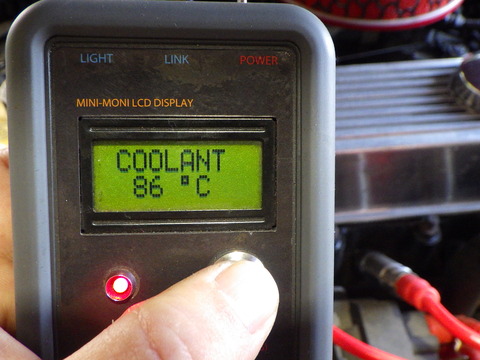 LIGHT LINK POWER
MINI-MONI LCD DISPLAY
COOLANT
86 °C